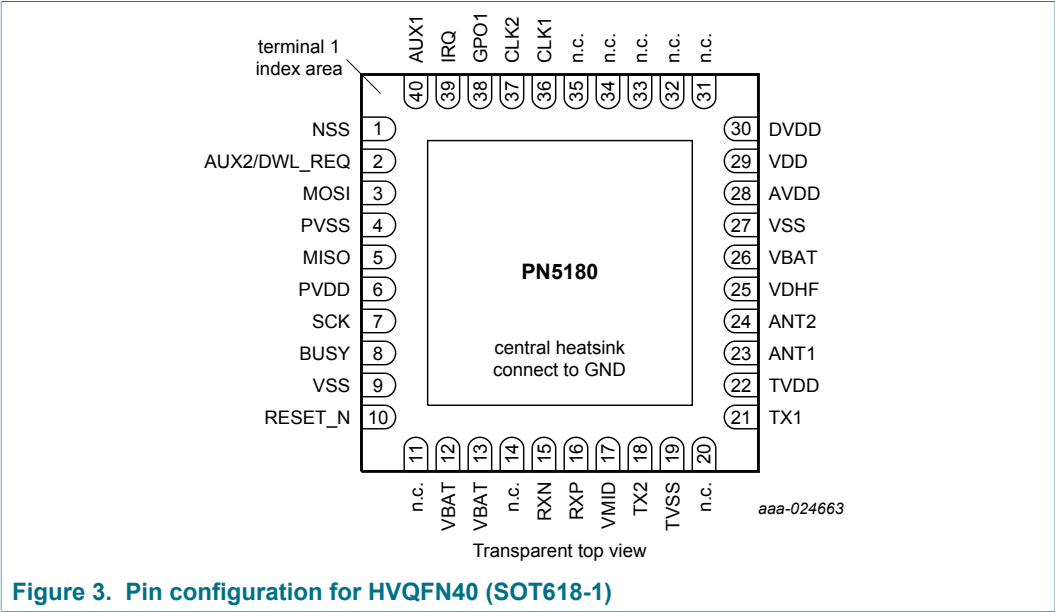 terminal 1
index area
AUX1
IRQ
GPO1
CLK2
CLK1
n.c.
n.c.
n.c.
n.c.
n.c.
40
39
38
37
36
35
34
33
32
31
NSS 1
AUX2/DWL_REQ 2
MOSI 3
PVSS 4
MISO 5
PVDD 6
SCK 7
BUSY 8
VSS 9
RESET_N 10
PN5180
central heatsink
connect to GND
30 DVDD
29 VDD
28 AVDD
27 VSS
26 VBAT
25 VDHF
24 ANT2
23 ANT1
22 TVDD
21 TX1
11
12
13
14
15
16
17
18
19
20
n.c.
VBAT
VBAT
n.c.
RXN
RXP
VMID
TX2
TVSS
n.c.
aaa-024663
Transparent top view
Figure 3. Pin configuration for HVQFN40 (SOT618-1)